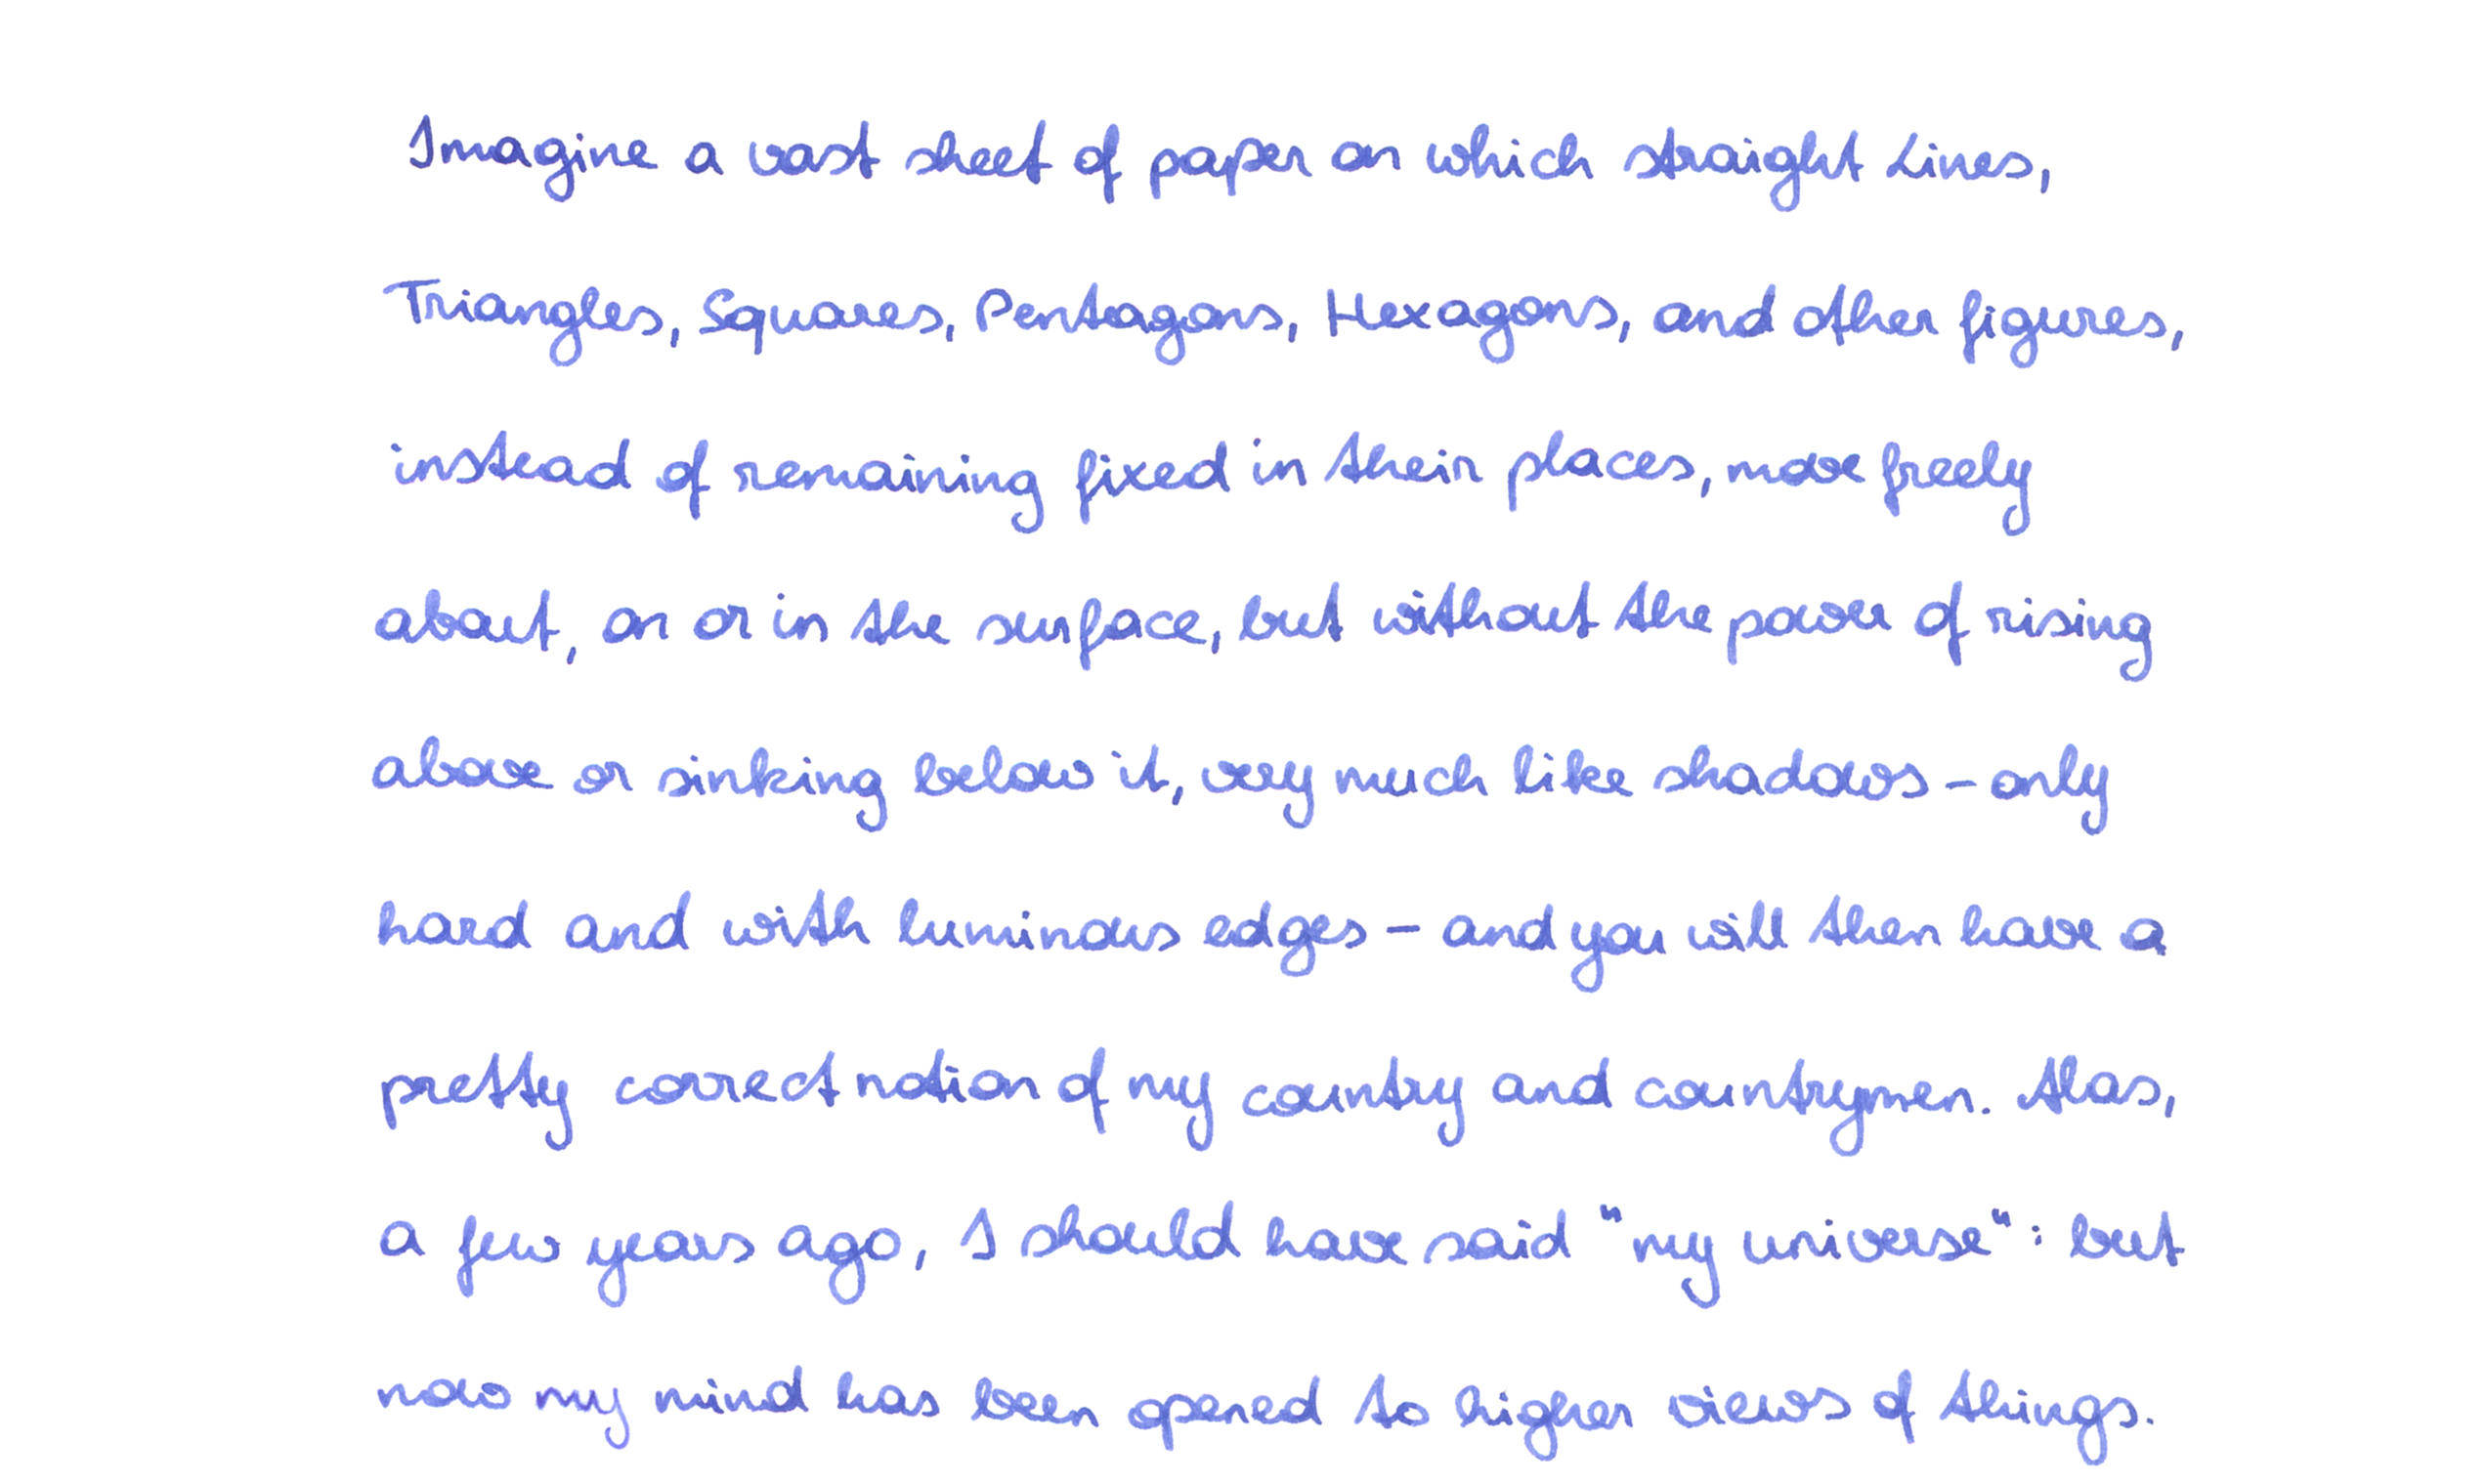 Imagine a vast sheet of paper on which straight Lines,
Triangles, Squares, Pentagons, Hexagons, and other figures,
instead of remaining fixed in their places, move freely
about, on or in the surface, but without the power of rising
above or sinking below it, very much like shadows - only
hard and with luminous edges - and you will then have a
pretty correct notion of my country and countrymen. Alas,
a few years ago, I should have said "my universe": but
now my mind has been opened to higher views of things.